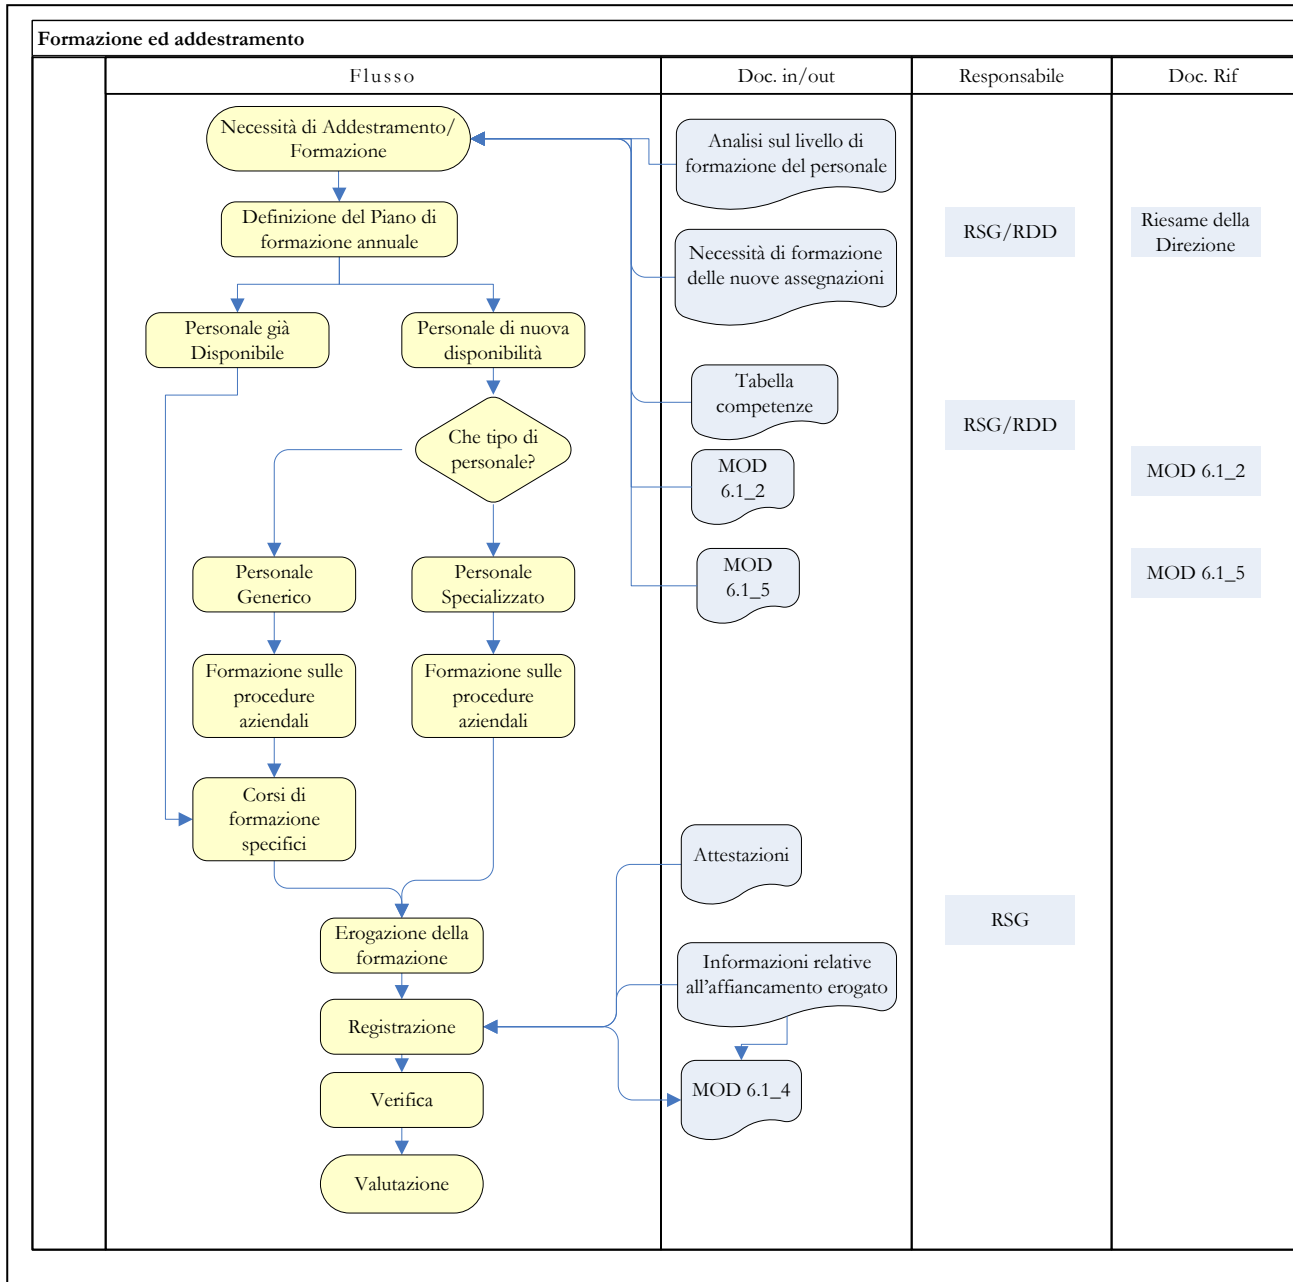 Formazione ed addestramento
Flusso
Doc. in/out
Responsabile
Doc. Rif
Necessità di Addestramento/
Formazione
Analisi sul livello di
formazione del personale
Definizione del Piano di
formazione annuale
RSG/RDD
Riesame della
Direzione
Necessità di formazione
delle nuove assegnazioni
Personale già
Disponibile
Personale di nuova
disponibilità
Tabella
competenze
RSG/RDD
Che tipo di
personale?
MOD
6.1_2
MOD 6.1_2
Personale
Generico
Personale
Specializzato
MOD
6.1_5
MOD 6.1_5
Formazione sulle
procedure
aziendali
Formazione sulle
procedure
aziendali
Corsi di
formazione
specifici
Attestazioni
RSG
Erogazione della
formazione
Informazioni relative
all'affiancamento erogato
Registrazione
MOD 6.1_4
Verifica
Valutazione